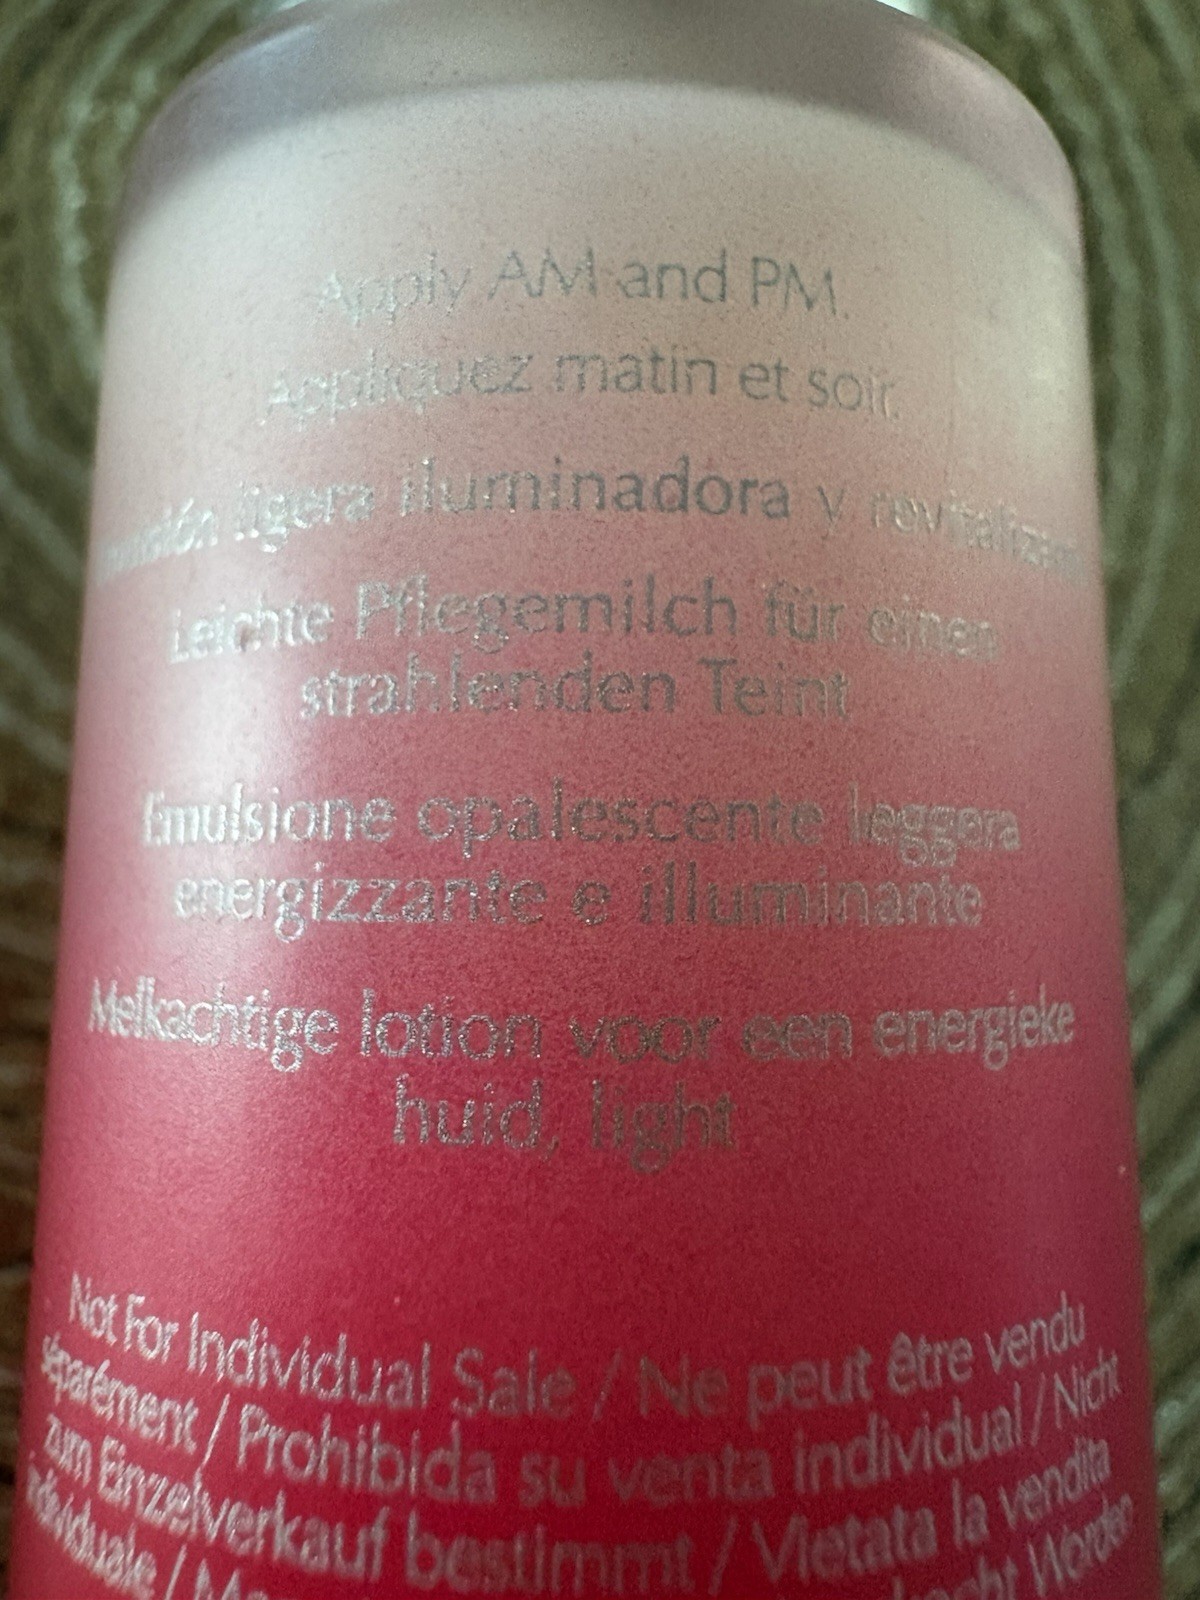 Apply AM and PM.
Appliquez matin et soir.
ligera iluminadora y
Leichte Pflegemilch für einen
strahlenden Teint
Emulsione opalescente leggera
energizzante e illuminante
Melkachtige lotion voor een energieke
huid, light
Not For Individual Sale / Ne peut être vendu
séparément / Prohibida su venta individual / Nicht
zum Einzelverkauf bestimmt / Vietata la vendita
individuale / Worden